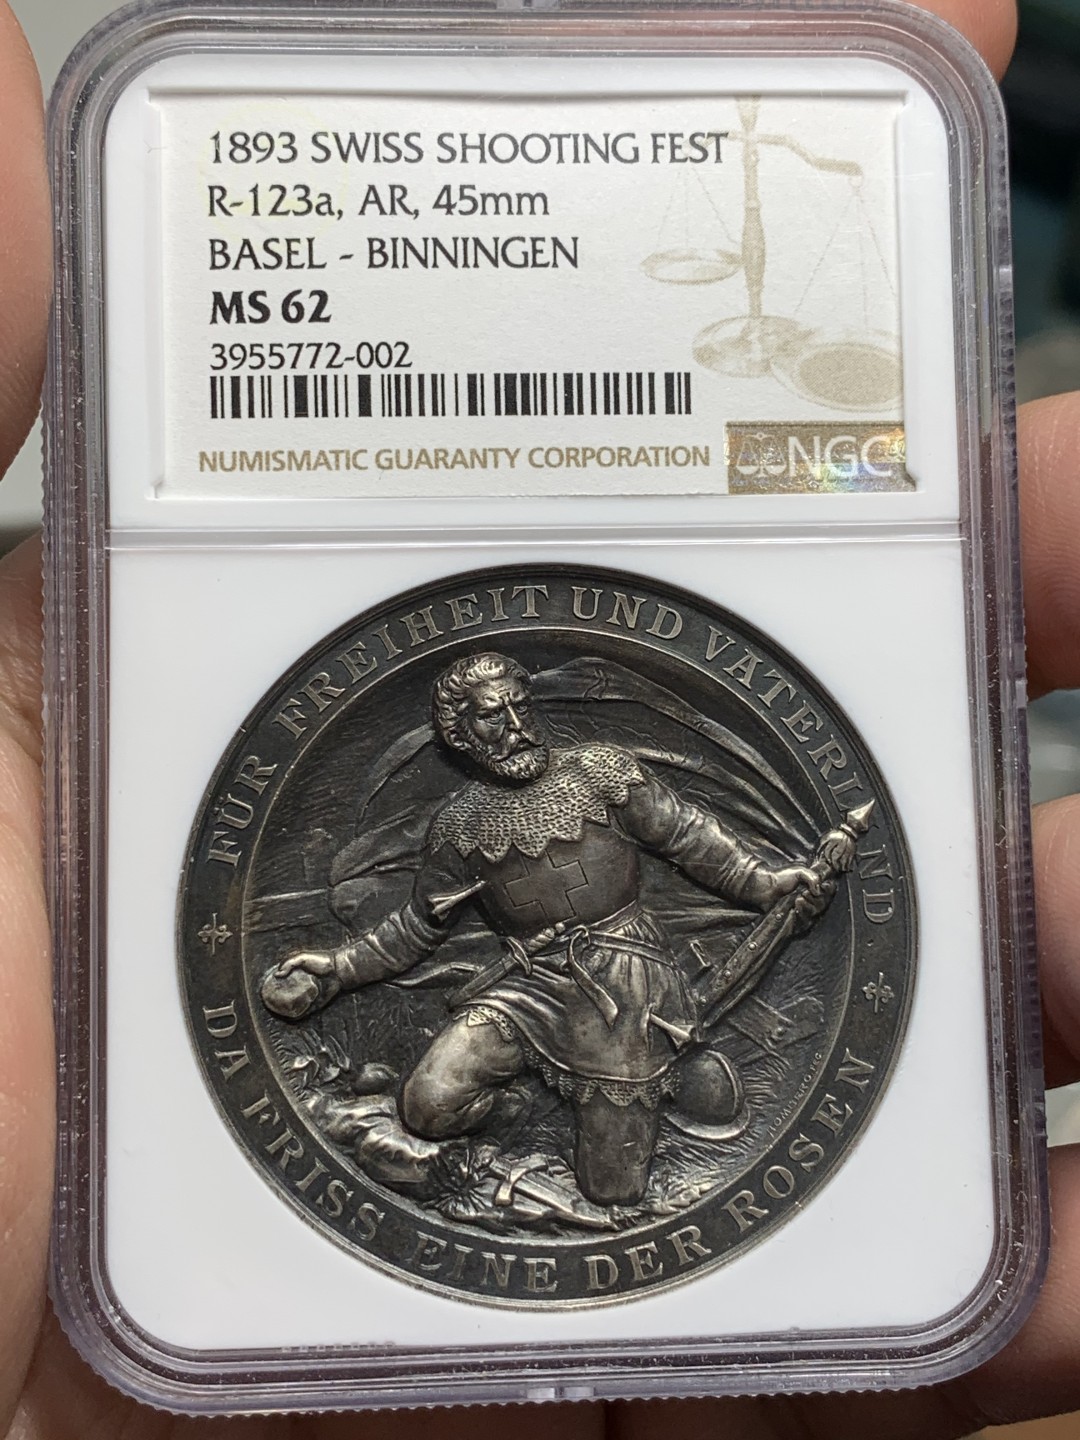 1893 SWISS SHOOTING FEST
R-123a, AR, 45mm
BASEL - BINNINGEN
MS 62
3955772-002
NUMISMATIC GUARANTY CORPORATION
NGC
FÜR FREIHEIT UND VATERLAND
DA FRISS EINE DER ROSEN